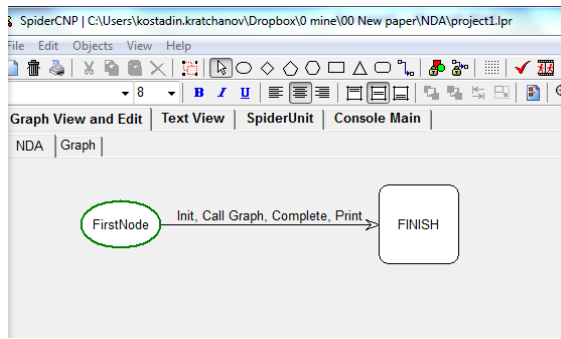 SpiderCNP | C:\Users\kostadin.kratchanov\Dropbox\0 mine\00 New paper\NDA\project1.lpr
File Edit Objects View Help
8 B I U
Graph View and Edit Text View SpiderUnit Console Main
NDA Graph
FirstNode Init, Call Graph, Complete, Print FINISH